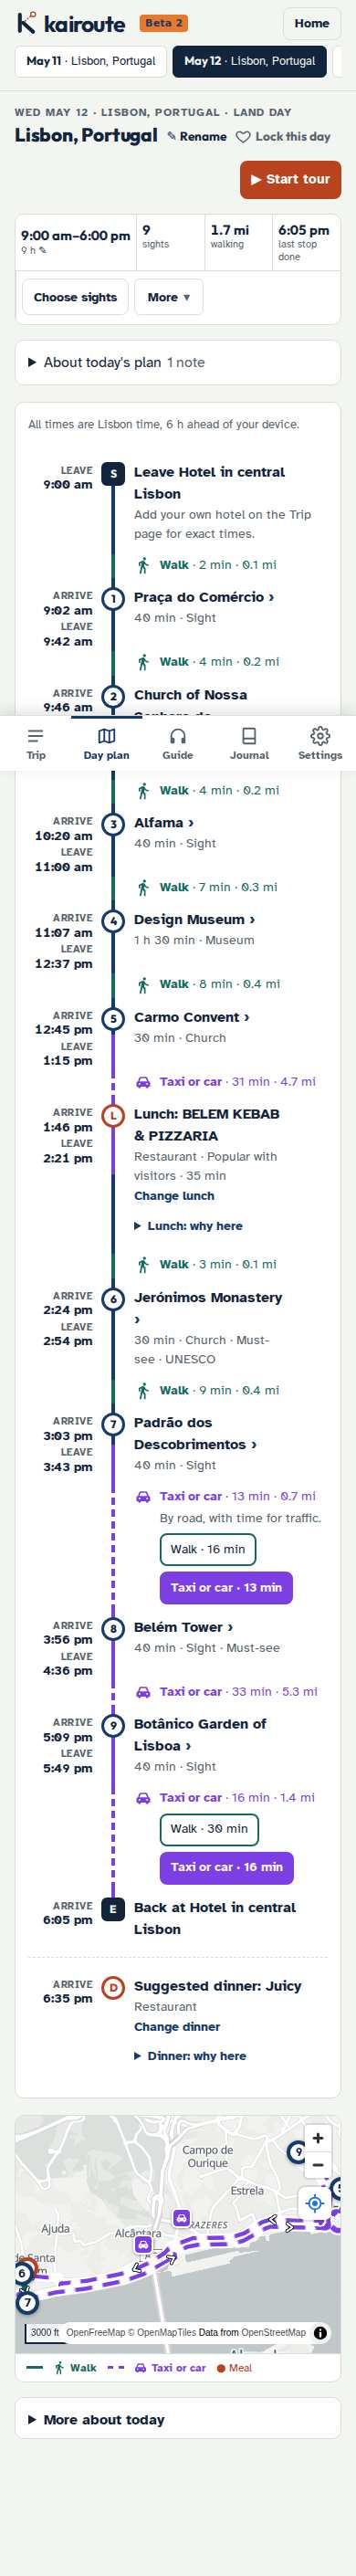 kairoute Beta 2 Home
May 11 · Lisbon, Portugal May 12 · Lisbon, Portugal
WED MAY 12 · LISBON, PORTUGAL · LAND DAY
Lisbon, Portugal ✎ Rename ♡ Lock this day
▶ Start tour
9:00 am–6:00 pm 9 1.7 mi 6:05 pm
9 h ✎ sights walking last stop
done
Choose sights More ▾
▶ About today's plan 1 note
All times are Lisbon time, 6 h ahead of your device.
LEAVE
9:00 am
S
Leave Hotel in central
Lisbon
Add your own hotel on the Trip
page for exact times.
Walk · 2 min · 0.1 mi
ARRIVE
9:02 am
LEAVE
9:42 am
1
Praça do Comércio ›
40 min · Sight
Walk · 4 min · 0.2 mi
ARRIVE
9:46 am
2
Church of Nossa
Trip Day plan Guide Journal Settings
Walk · 4 min · 0.2 mi
ARRIVE
10:20 am
LEAVE
11:00 am
3
Alfama ›
40 min · Sight
Walk · 7 min · 0.3 mi
ARRIVE
11:07 am
LEAVE
12:37 pm
4
Design Museum ›
1 h 30 min · Museum
Walk · 8 min · 0.4 mi
ARRIVE
12:45 pm
LEAVE
1:15 pm
5
Carmo Convent ›
30 min · Church
Taxi or car · 31 min · 4.7 mi
ARRIVE
1:46 pm
LEAVE
2:21 pm
L
Lunch: BELEM KEBAB
& PIZZARIA
Restaurant · Popular with
visitors · 35 min
Change lunch
▶ Lunch: why here
Walk · 3 min · 0.1 mi
ARRIVE
2:24 pm
LEAVE
2:54 pm
6
Jerónimos Monastery
›
30 min · Church · Must-
see · UNESCO
Walk · 9 min · 0.4 mi
ARRIVE
3:03 pm
LEAVE
3:43 pm
7
Padrão dos
Descobrimentos ›
40 min · Sight
Taxi or car · 13 min · 0.7 mi
By road, with time for traffic.
Walk · 16 min
Taxi or car · 13 min
ARRIVE
3:56 pm
LEAVE
4:36 pm
8
Belém Tower ›
40 min · Sight · Must-see
Taxi or car · 33 min · 5.3 mi
ARRIVE
5:09 pm
LEAVE
5:49 pm
9
Botânico Garden of
Lisboa ›
40 min · Sight
Taxi or car · 16 min · 1.4 mi
Walk · 30 min
Taxi or car · 16 min
ARRIVE
6:05 pm
E
Back at Hotel in central
Lisbon
ARRIVE
6:35 pm
D
Suggested dinner: Juicy
Restaurant
Change dinner
▶ Dinner: why here
Campo de
Ourique
9
+
−
Estrela
5
Ajuda
Alcântara
RAZERES
de Santa
6
7
3000 ft OpenFreeMap © OpenMapTiles Data from OpenStreetMap
Walk Taxi or car Meal
▶ More about today